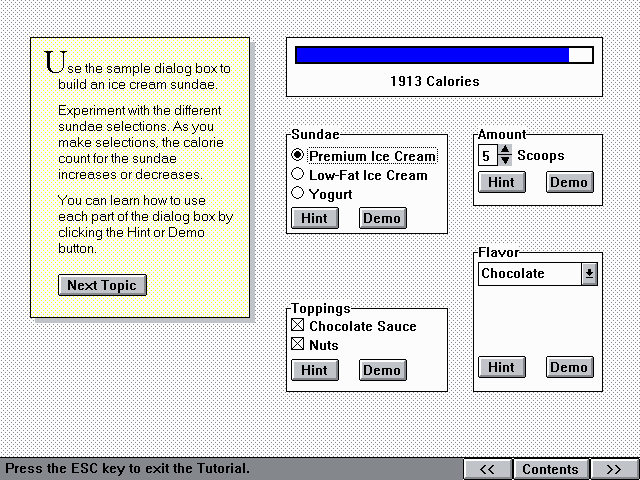 Use the sample dialog box to
build an ice cream sundae.
Experiment with the different
sundae selections. As you
make selections, the calorie
count for the sundae
increases or decreases.
You can learn how to use
each part of the dialog box by
clicking the Hint or Demo
button.
Next Topic
1913 Calories
Sundae
Premium Ice Cream
Low-Fat Ice Cream
Yogurt
Hint Demo
Amount
5 Scoops
Hint Demo
Toppings
Chocolate Sauce
Nuts
Hint Demo
Flavor
Chocolate
Hint Demo
Press the ESC key to exit the Tutorial.
<< Contents >>